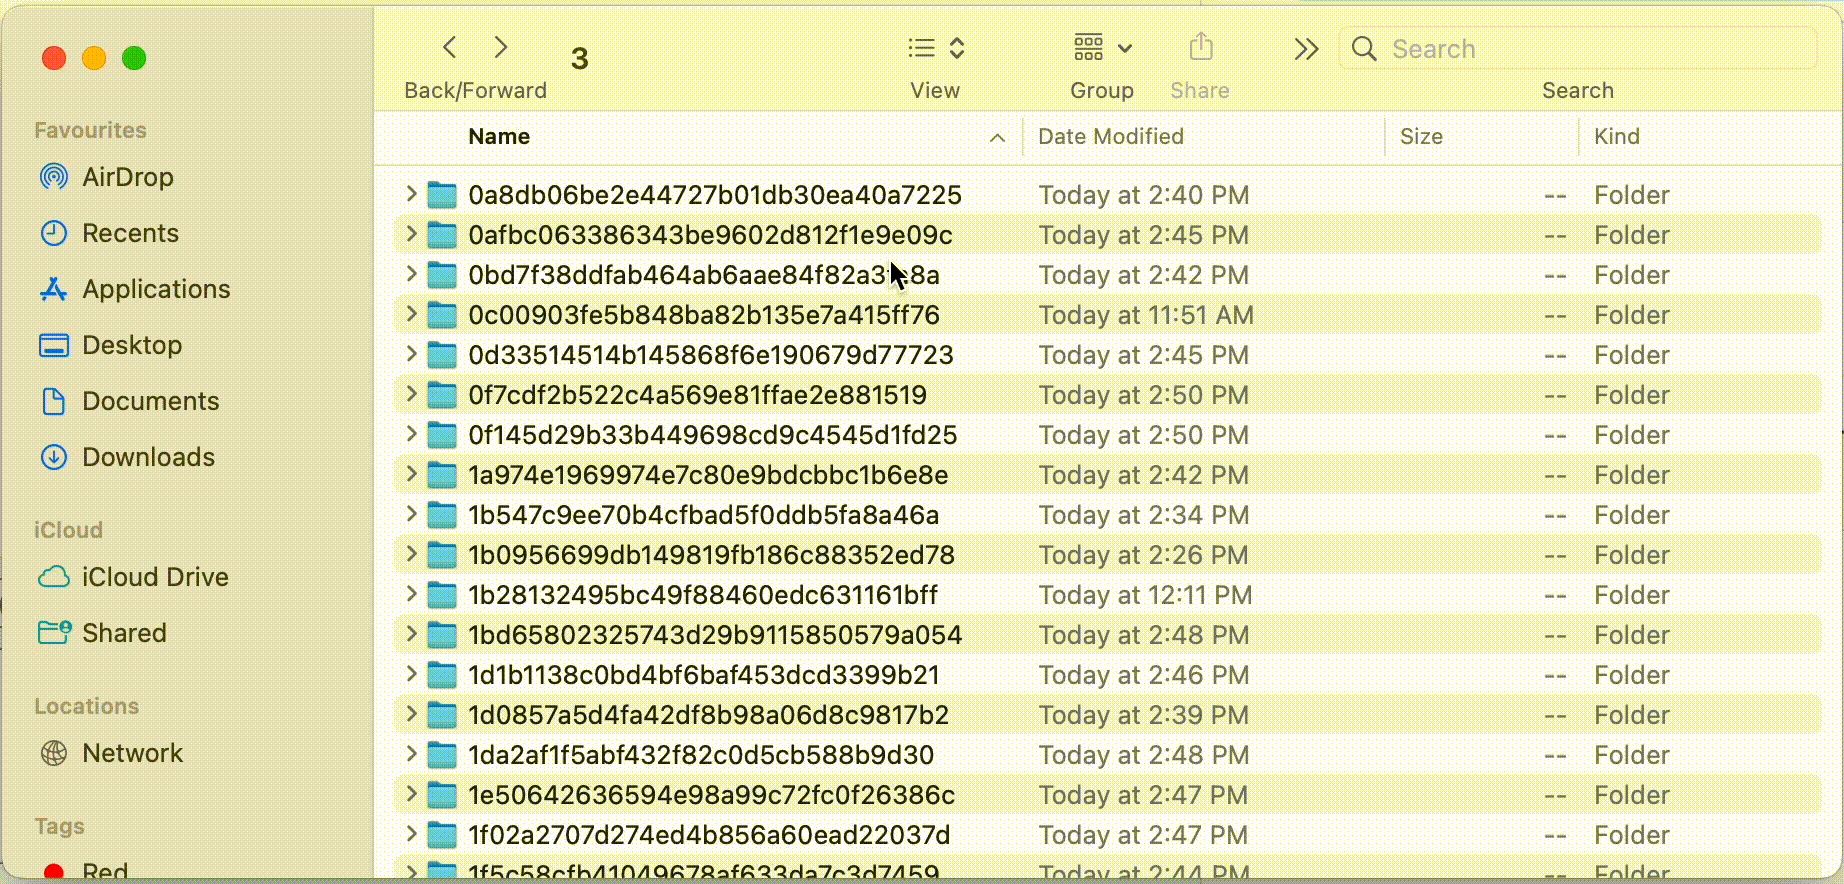 3
Back/Forward
View
Group
Share
Search
Search
Favourites
AirDrop
Recents
Applications
Desktop
Documents
Downloads
iCloud
iCloud Drive
Shared
Locations
Network
Tags
Red
Name Date Modified Size Kind
0a8db06be2e44727b01db30ea40a7225 Today at 2:40 PM -- Folder
0afbc063386343be9602d812f1e9e09c Today at 2:45 PM -- Folder
Today at 2:42 PM -- Folder
0c00903fe5b848ba82b135e7a415ff76 Today at 11:51 AM -- Folder
0d33514514b145868f6e190679d77723 Today at 2:45 PM -- Folder
0f7cdf2b522c4a569e81ffae2e881519 Today at 2:50 PM -- Folder
0f145d29b33b449698cd9c4545d1fd25 Today at 2:50 PM -- Folder
1a974e1969974e7c80e9bdcbbc1b6e8e Today at 2:42 PM -- Folder
1b547c9ee70b4cfbad5f0ddb5fa8a46a Today at 2:34 PM -- Folder
1b0956699db149819fb186c88352ed78 Today at 2:26 PM -- Folder
1b28132495bc49f88460edc631161bff Today at 12:11 PM -- Folder
1bd65802325743d29b9115850579a054 Today at 2:48 PM -- Folder
1d1b1138c0bd4bf6baf453dcd3399b21 Today at 2:46 PM -- Folder
1d0857a5d4fa42df8b98a06d8c9817b2 Today at 2:39 PM -- Folder
1da2af1f5abf432f82c0d5cb588b9d30 Today at 2:48 PM -- Folder
1e50642636594e98a99c72fc0f26386c Today at 2:47 PM -- Folder
1f02a2707d274ed4b856a60ead22037d Today at 2:47 PM -- Folder
1f5c58cfb41049678af633da7c3d7459 Today at 2:44 PM -- Folder